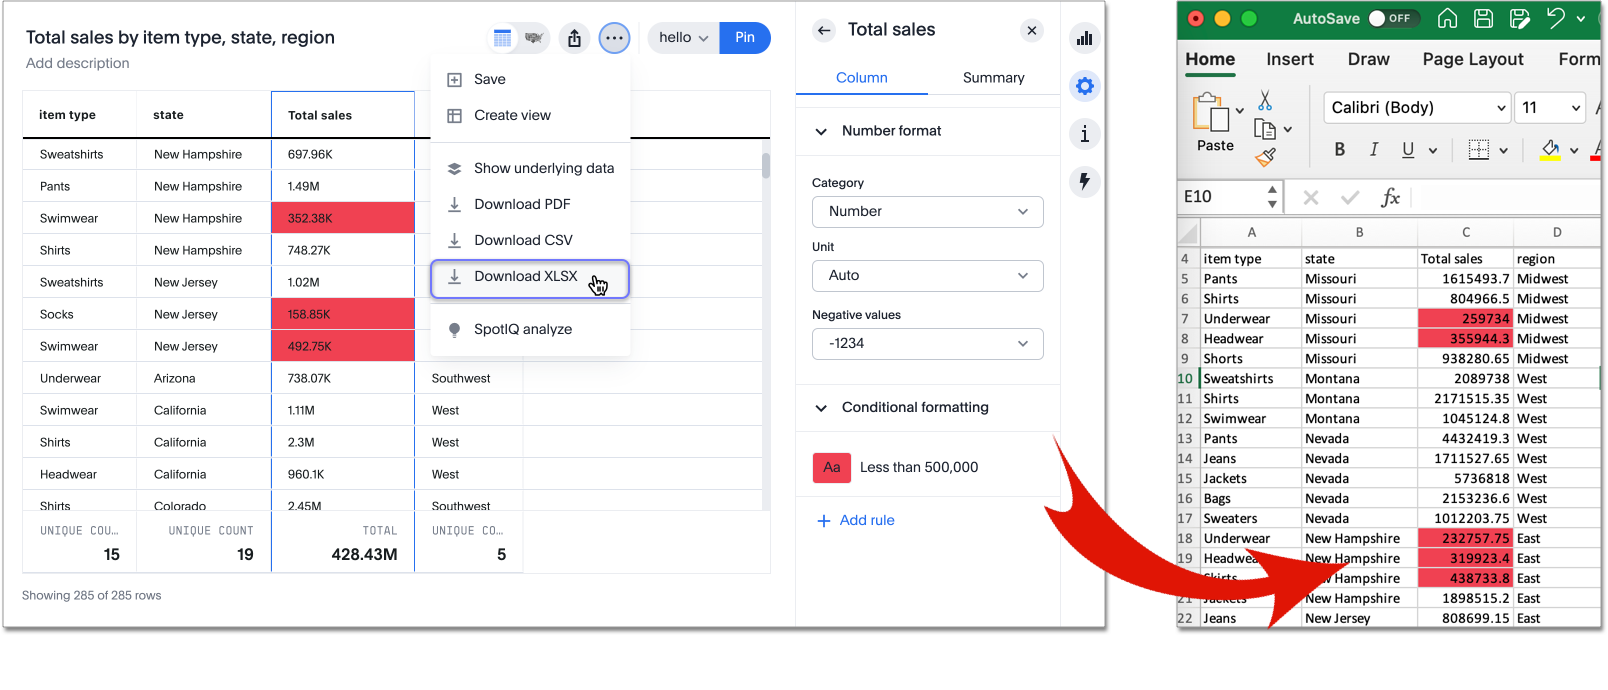 Total sales by item type, state, region
Add description
hello
Pin
item type state Total sales
Sweatshirts New Hampshire 697.96K
Pants New Hampshire 1.49M
Swimwear New Hampshire 352.38K
Shirts New Hampshire 748.27K
Sweatshirts New Jersey 1.02M
Socks New Jersey 158.85K
Swimwear New Jersey 492.75K
Underwear Arizona 738.07K Southwest
Swimwear California 1.11M West
Shirts California 2.3M West
Headwear California 960.1K West
Shirts Colorado 2.45M Southwest
UNIQUE COU... UNIQUE COUNT TOTAL UNIQUE CO...
15 19 428.43M 5
Showing 285 of 285 rows
Save
Create view
Show underlying data
Download PDF
Download CSV
Download XLSX
SpotIQ analyze
Total sales
Column Summary
Number format
Category
Number
Unit
Auto
Negative values
-1234
Conditional formatting
Aa Less than 500,000
+ Add rule
AutoSave OFF
Home Insert Draw Page Layout Form
Paste
Calibri (Body) 11
B I U
E10 fx
A B C D
4 item type state Total sales region
5 Pants Missouri 1615493.7 Midwest
6 Shirts Missouri 804966.5 Midwest
7 Underwear Missouri 259734 Midwest
8 Headwear Missouri 355944.3 Midwest
9 Shorts Missouri 938280.65 Midwest
10 Sweatshirts Montana 2089738 West
11 Shirts Montana 2171515.35 West
12 Swimwear Montana 1045124.8 West
13 Pants Nevada 4432419.3 West
14 Jeans Nevada 1711527.65 West
15 Jackets Nevada 5736818 West
16 Bags Nevada 2153236.6 West
17 Sweaters Nevada 1012203.75 West
18 Underwear New Hampshire 232757.75 East
19 Headwea New Hampshire 319923.4 East
Skirts Hampshire 438733.8 East
21 Jackets New Hampshire 1898515.2 East
22 Jeans New Jersey 808699.15 East